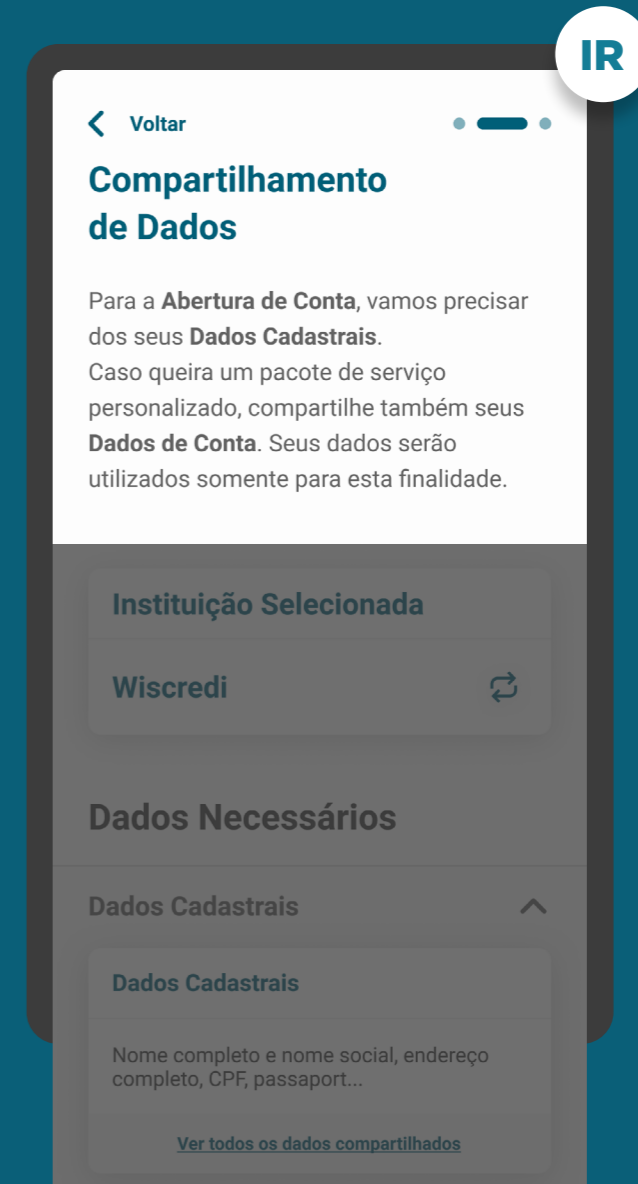 IR
Voltar
Compartilhamento
de Dados
Para a Abertura de Conta, vamos precisar
dos seus Dados Cadastrais.
Caso queira um pacote de serviço
personalizado, compartilhe também seus
Dados de Conta. Seus dados serão
utilizados somente para esta finalidade.
Instituição Selecionada
Wiscredi
Dados Necessários
Dados Cadastrais
Dados Cadastrais
Nome completo e nome social, endereço
completo, CPF, passaport...
Ver todos os dados compartilhados